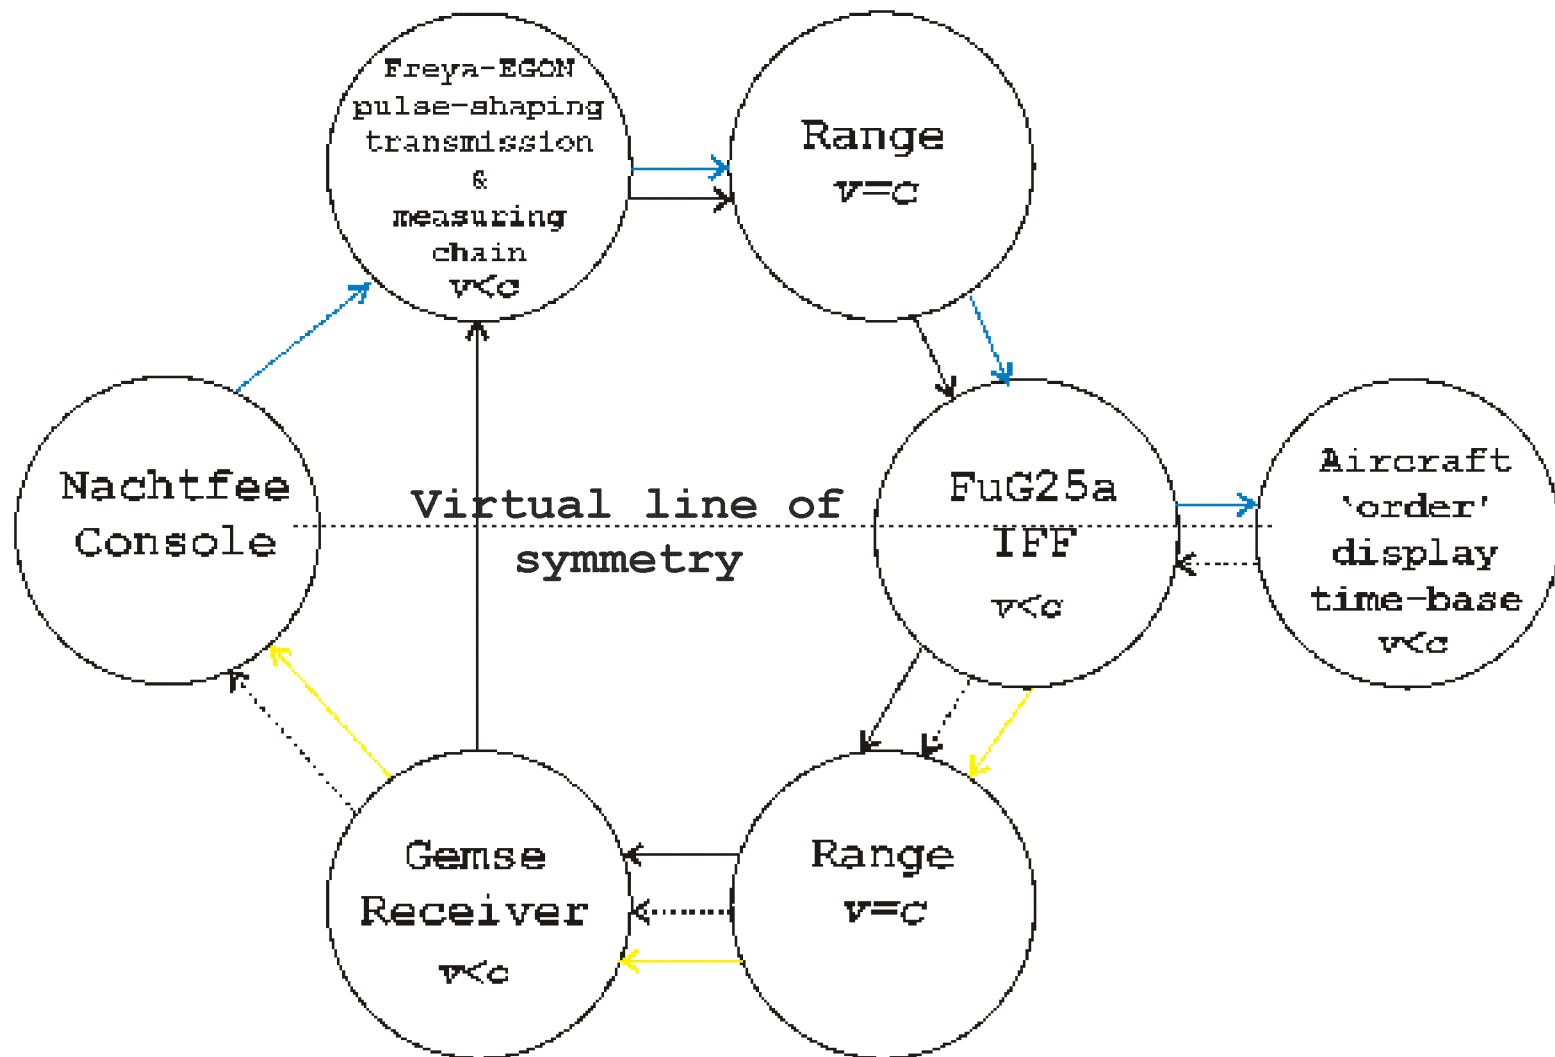 Freya-EGON
pulse-shaping
transmission
&
measuring
chain
v<c
Range
v=c
Nachtfee
Console
Virtual line of
symmetry
FuG25a
IFF
v<c
Aircraft
'order'
display
time-base
v<c
Gemse
Receiver
v<c
Range
v=c